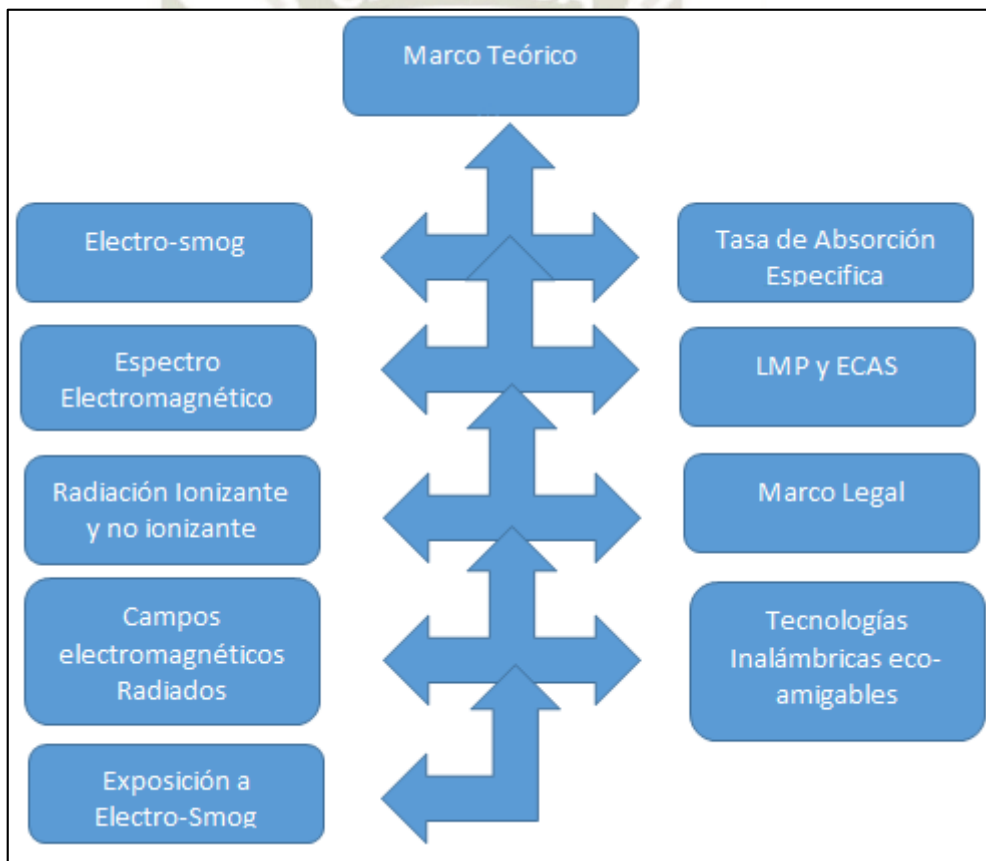 Marco Teórico
Electro-smog
Tasa de Absorción
Especifica
Espectro
Electromagnético
LMP y ECAS
Radiación Ionizante
y no ionizante
Marco Legal
Campos
electromagnéticos
Radiados
Tecnologías
Inalámbricas eco-
amigables
Exposición a
Electro-Smog